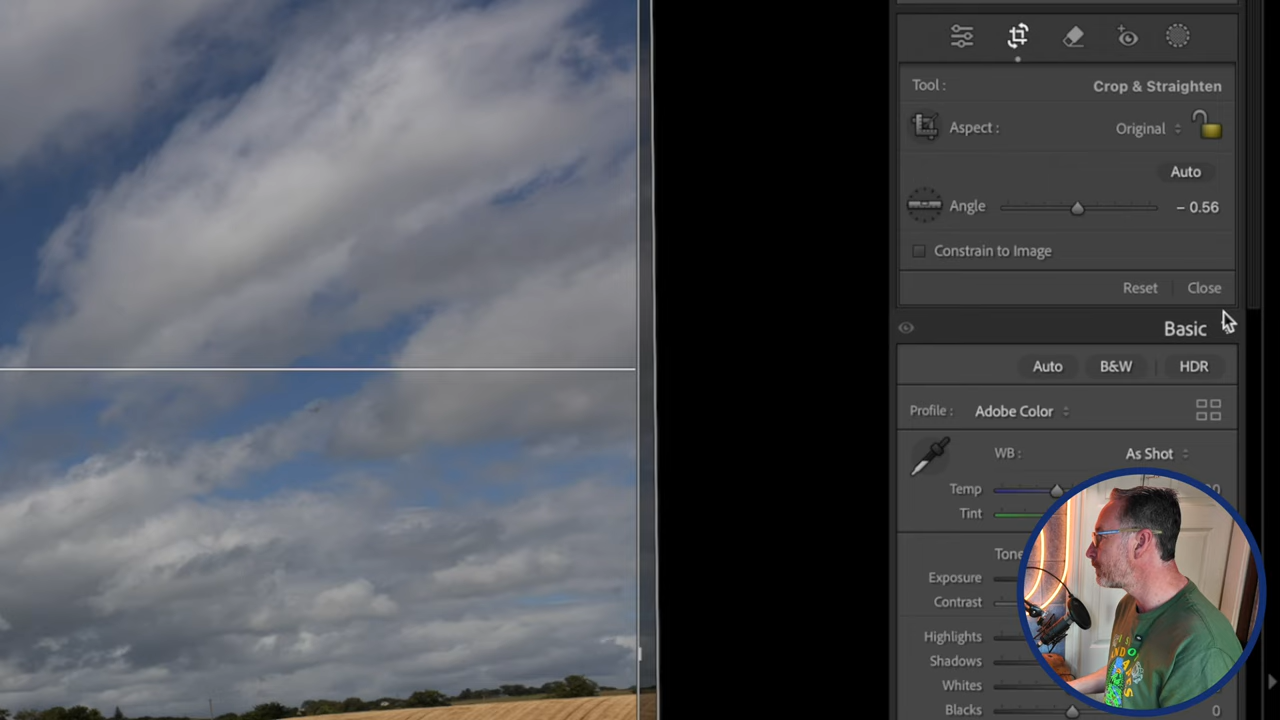 Tool :
Crop & Straighten
Aspect :
Original
Auto
Angle
– 0.56
Constrain to Image
Reset
Close
Basic
Auto
B&W
HDR
Profile :
Adobe Color
WB :
As Shot
Temp
Tint
Tone
Exposure
Contrast
Highlights
Shadows
Whites
Blacks
0